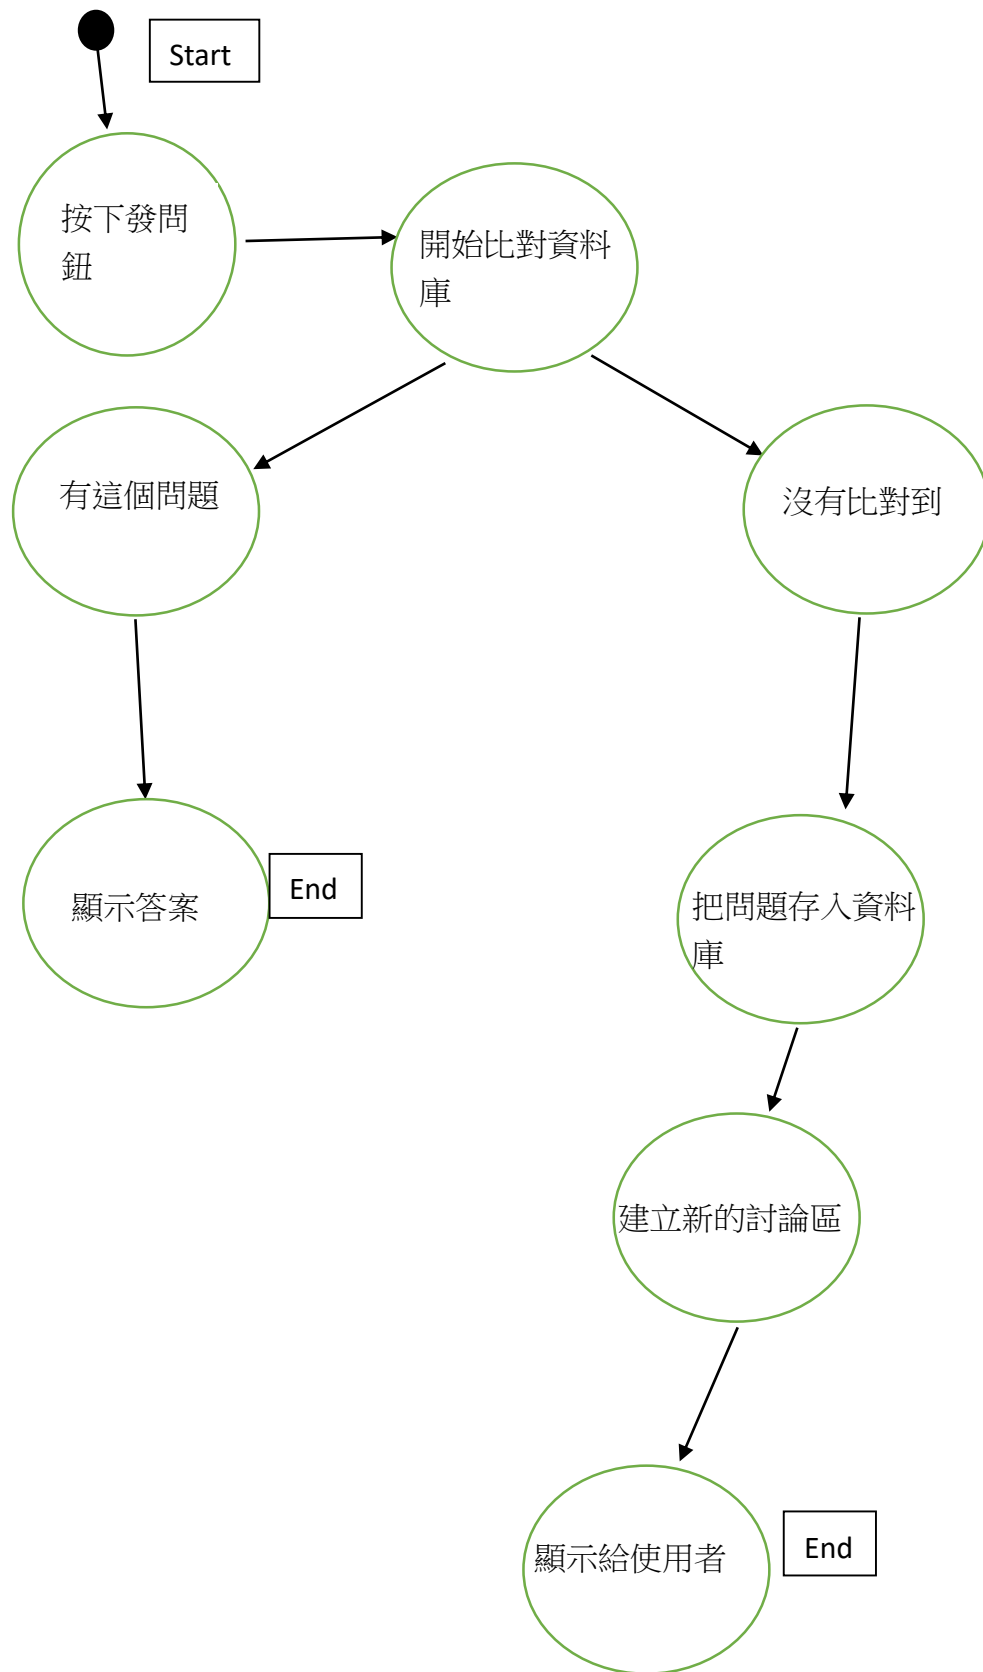 Start
按下發問
鈕
開始比對資料
庫
有這個問題
沒有比對到
顯示答案
End
把問題存入資料
庫
建立新的討論區
顯示給使用者
End